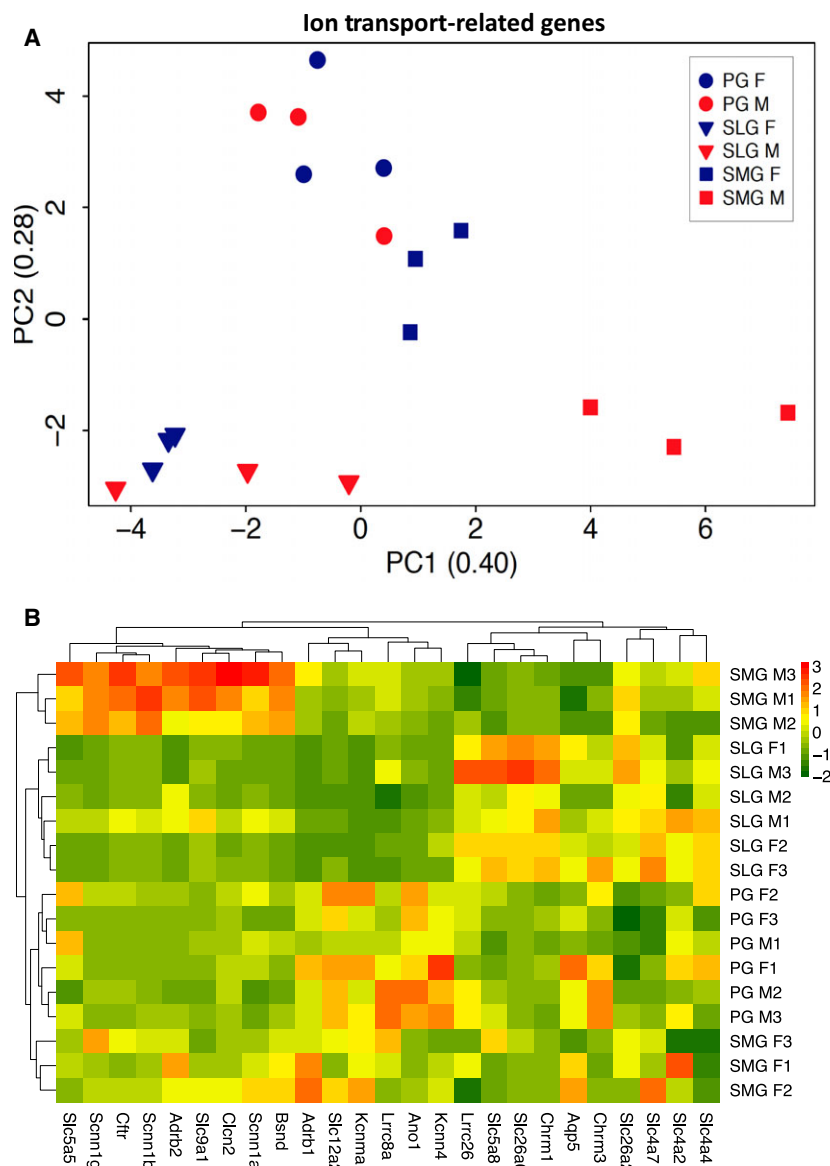 Ion transport-related genes
A
PG F
PG M
SLG F
SLG M
SMG F
SMG M
4
2
0
−2
PC2 (0.28)
−4 −2 0 2 4 6
PC1 (0.40)
B
3
2
1
0
−1
−2
SMG M3
SMG M1
SMG M2
SLG F1
SLG M3
SLG M2
SLG M1
SLG F2
SLG F3
PG F2
PG F3
PG M1
PG F1
PG M2
PG M3
SMG F3
SMG F1
SMG F2
Slc5a5
Scnn1g
Cftr
Scnn1b
Adrb2
Slc9a1
Clcn2
Scnn1a
Bsnd
Adrb1
Slc12a2
Kcnma
Lrrc8a
Ano1
Kcnn4
Lrrc26
Slc5a8
Slc26a6
Chrm1
Aqp5
Chrm3
Slc26a
Slc4a7
Slc4a2
Slc4a4